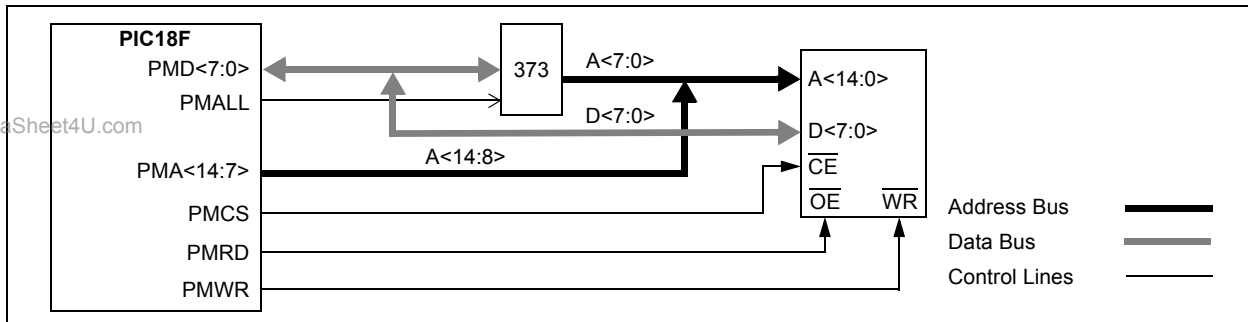 PIC18F
PMD<7:0>
373
A<7:0>
A<14:0>
PMALL
aSheet4U.com
D<7:0>
D<7:0>
A<14:8>
PMA<14:7>
CE
OE WR
PMCS
Address Bus
PMRD
Data Bus
PMWR
Control Lines